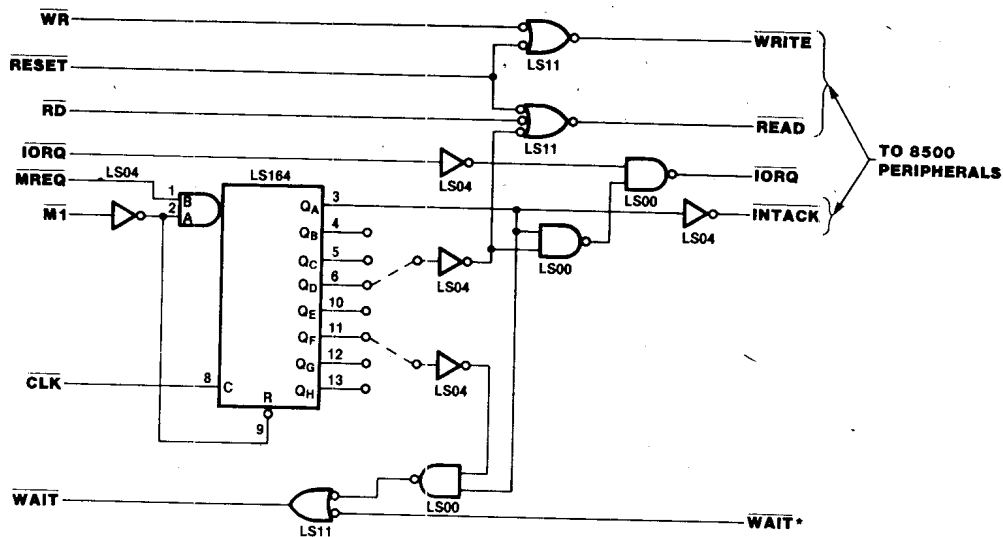 WR
WRITE
LS11
RESET
RD
READ
LS11
TO 8500
PERIPHERALS
IORQ
LS04
LS00
IORQ
MREQ
LS04
LS164
1
B
2
A
M1
QA
3
LS04
INTACK
QB
4
LS00
QC
5
QD
6
LS04
QE
10
QF
11
QG
12
LS04
QH
13
CLK
8
C
R
9
WAIT
LS00
LS11
WAIT*